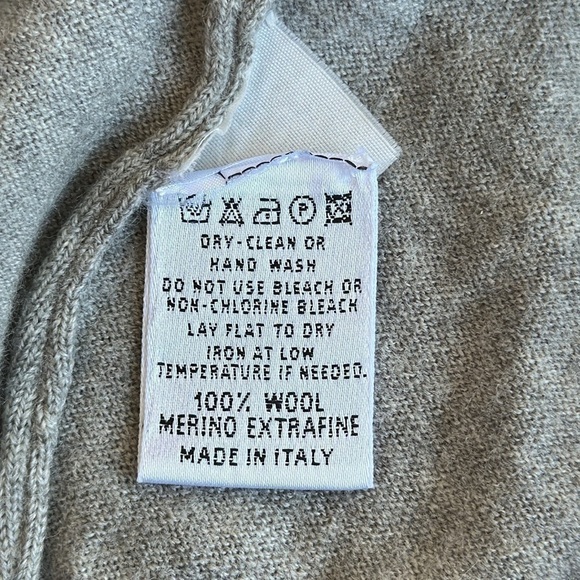 DRY-CLEAN OR
HAND WASH
DO NOT USE BLEACH OR
NON-CHLORINE BLEACH
LAY FLAT TO DRY
IRON AT LOW
TEMPERATURE IF NEEDED.
100% WOOL
MERINO EXTRAFINE
MADE IN ITALY